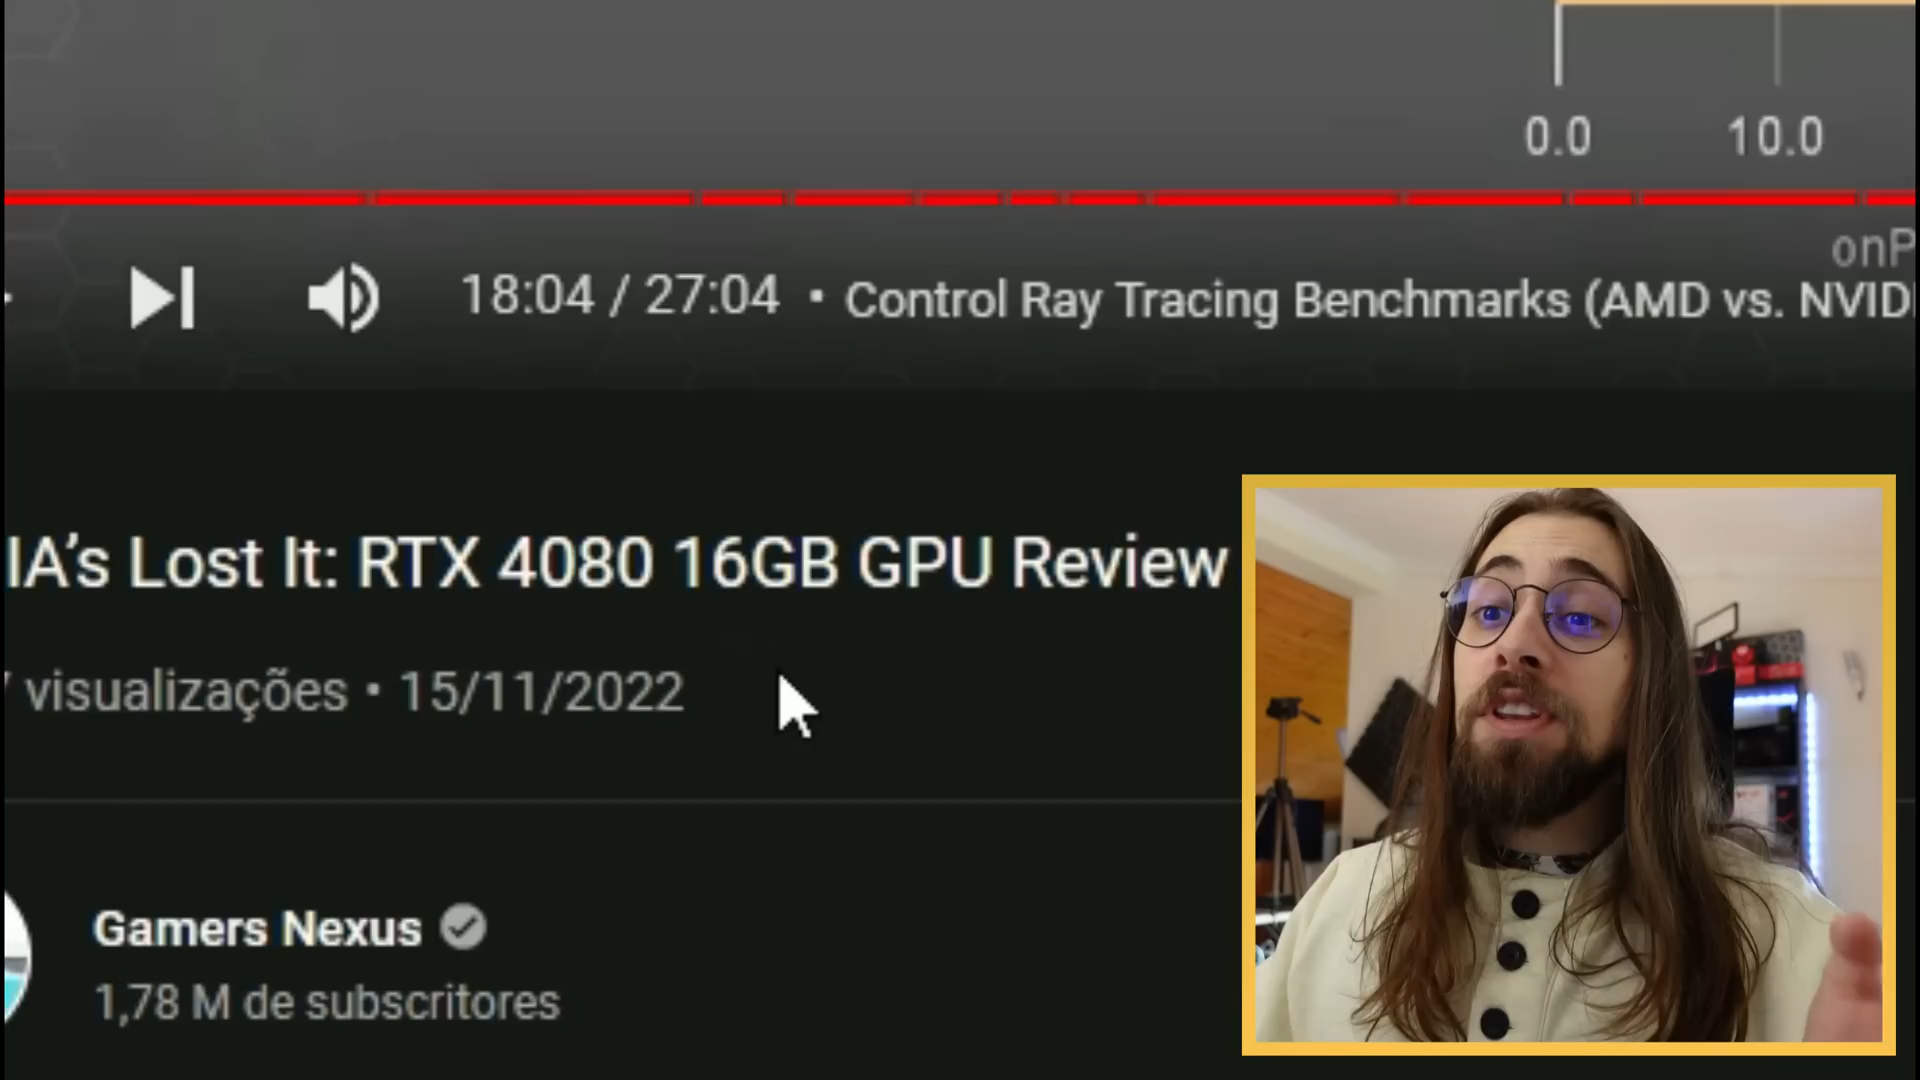 0.0 10.0
onP
18:04 / 27:04 • Control Ray Tracing Benchmarks (AMD vs. NVIDI
IA’s Lost It: RTX 4080 16GB GPU Review
visualizações • 15/11/2022
Gamers Nexus
1,78 M de subscritores